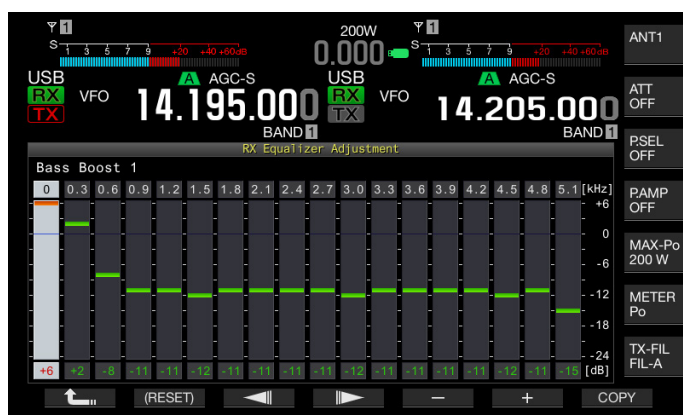 1 200W 1
S 1 3 5 7 9 +20 +40 +60dB 0.000 S 1 3 5 7 9 +20 +40 +60dB ANT1
USB A AGC-S USB A AGC-S
RX VFO 14.195.000 RX VFO 14.205.000 ATT OFF
TX TX
BAND 1 BAND 1
RX Equalizer Adjustment P.SEL OFF
Bass Boost 1
0 0.3 0.6 0.9 1.2 1.5 1.8 2.1 2.4 2.7 3.0 3.3 3.6 3.9 4.2 4.5 4.8 5.1 [kHz]
+6
P.AMP
OFF
0
MAX-Po
200 W
-6
-12
METER
Po
-18
-24
TX-FIL
FIL-A
+6 +2 -8 -11 -11 -12 -11 -11 -11 -11 -12 -11 -11 -11 -11 -12 -11 -15 [dB]
(RESET) − + COPY